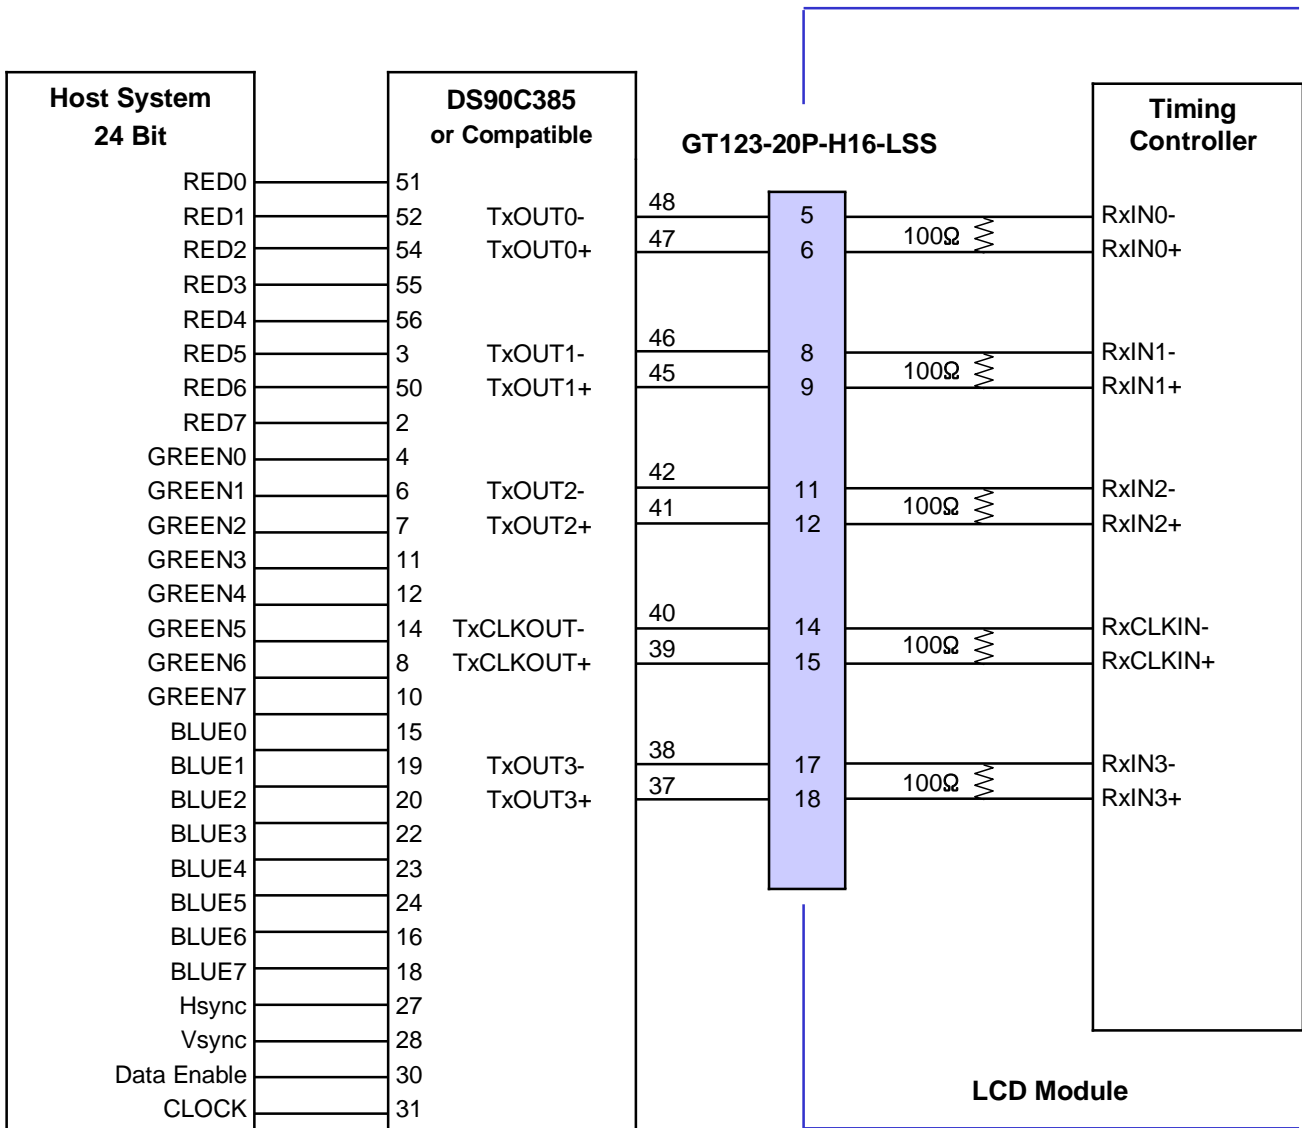 Host System
24 Bit
DS90C385
or Compatible
GT123-20P-H16-LSS
Timing
Controller
RED0 51
RED1 52 TxOUT0- 48 5 RxIN0-
100Ω
RED2 54 TxOUT0+ 47 6 RxIN0+
RED3 55
RED4 56
RED5 3 TxOUT1- 46 8 RxIN1-
100Ω
RED6 50 TxOUT1+ 45 9 RxIN1+
RED7 2
GREEN0 4
GREEN1 6 TxOUT2- 42 11 RxIN2-
100Ω
GREEN2 7 TxOUT2+ 41 12 RxIN2+
GREEN3 11
GREEN4 12
GREEN5 14 TxCLKOUT- 40 14 RxCLKIN-
100Ω
GREEN6 8 TxCLKOUT+ 39 15 RxCLKIN+
GREEN7 10
BLUE0 15
BLUE1 19 TxOUT3- 38 17 RxIN3-
100Ω
BLUE2 20 TxOUT3+ 37 18 RxIN3+
BLUE3 22
BLUE4 23
BLUE5 24
BLUE6 16
BLUE7 18
Hsync 27
Vsync 28
Data Enable 30
CLOCK 31
LCD Module